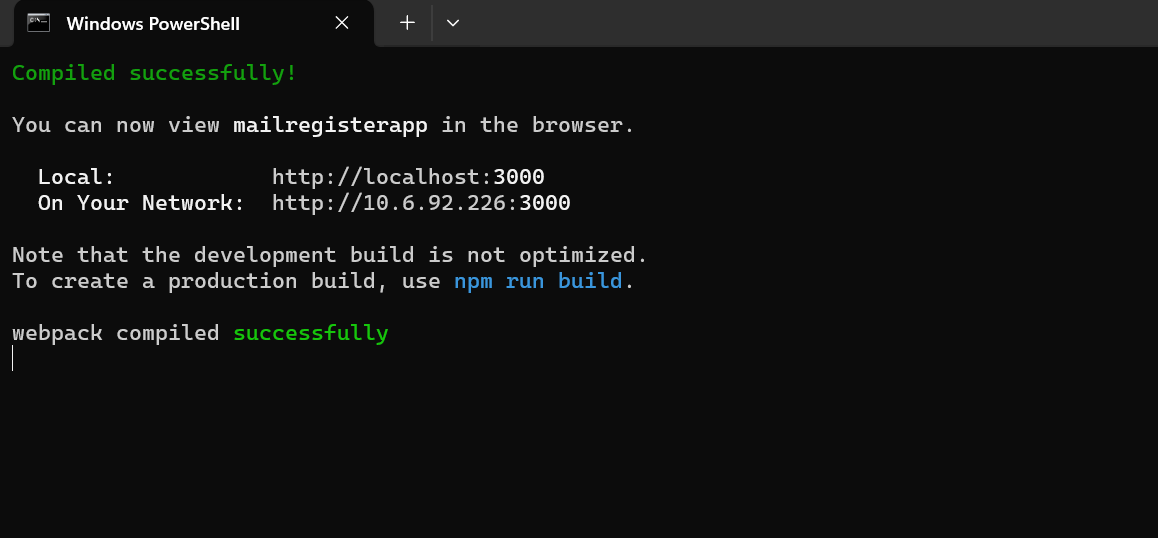 Windows PowerShell
Compiled successfully!
You can now view mailregisterapp in the browser.
Local: http://localhost:3000
On Your Network: http://10.6.92.226:3000
Note that the development build is not optimized.
To create a production build, use npm run build.
webpack compiled successfully